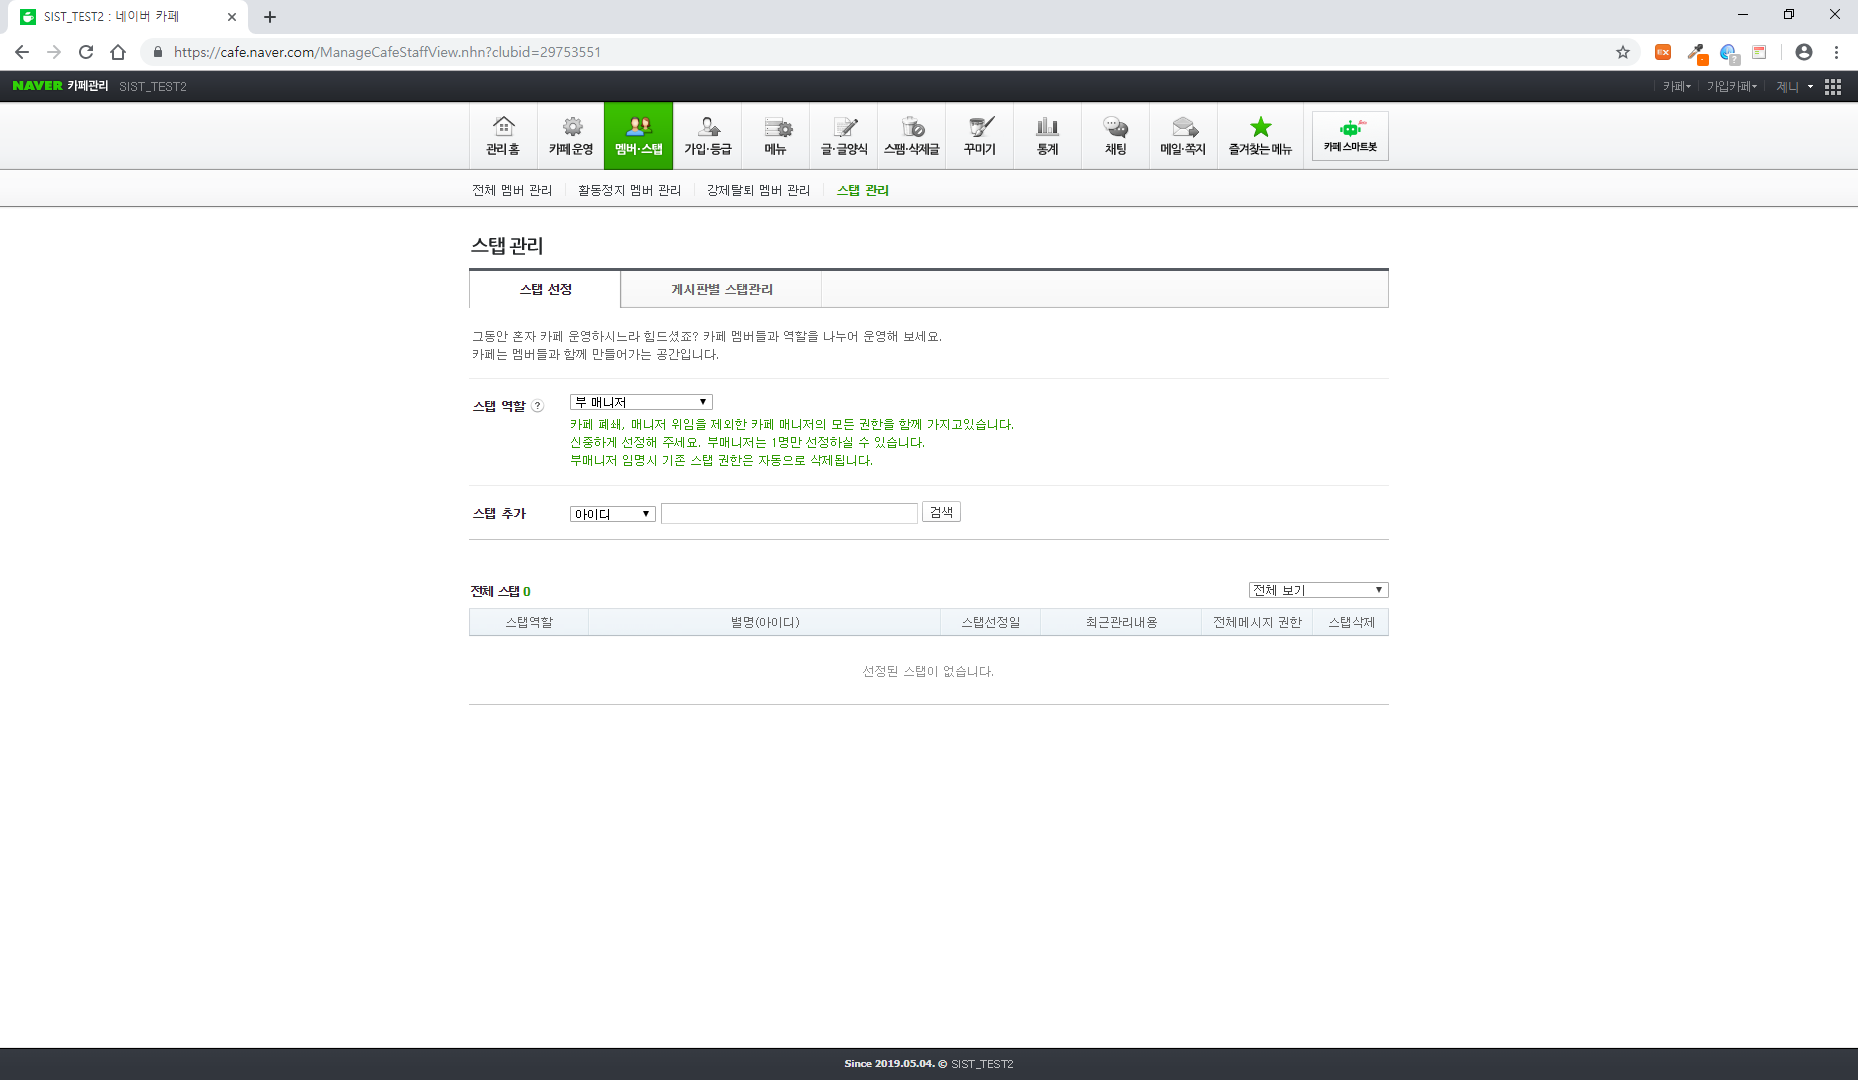 SIST_TEST2 : 네이버 카페
https://cafe.naver.com/ManageCafeStaffView.nhn?clubid=29753551
NAVER 카페관리 SIST_TEST2
카페 가입카페 제니
관리 홈 카페 운영 멤버·스탭 가입·등급 메뉴 글·글양식 스팸·삭제글 꾸미기 통계 채팅 메일·쪽지 즐겨찾는 메뉴 카페 스마트봇
전체 멤버 관리 활동정지 멤버 관리 강제탈퇴 멤버 관리 스탭 관리
스탭 관리
스탭 선정 게시판별 스탭관리
그동안 혼자 카페 운영하시느라 힘드셨죠? 카페 멤버들과 역할을 나누어 운영해 보세요.
카페는 멤버들과 함께 만들어가는 공간입니다.
스탭 역할 ? 부 매니저
카페 폐쇄, 매니저 위임을 제외한 카페 매니저의 모든 권한을 함께 가지고있습니다.
신중하게 선정해 주세요. 부매니저는 1명만 선정하실 수 있습니다.
부매니저 임명시 기존 스탭 권한은 자동으로 삭제됩니다.
스탭 추가 아이디 검색
전체 스탭 0 전체 보기
스탭역할 별명(아이디) 스탭선정일 최근관리내용 전체메시지 권한 스탭삭제
선정된 스탭이 없습니다.
Since 2019.05.04. © SIST_TEST2